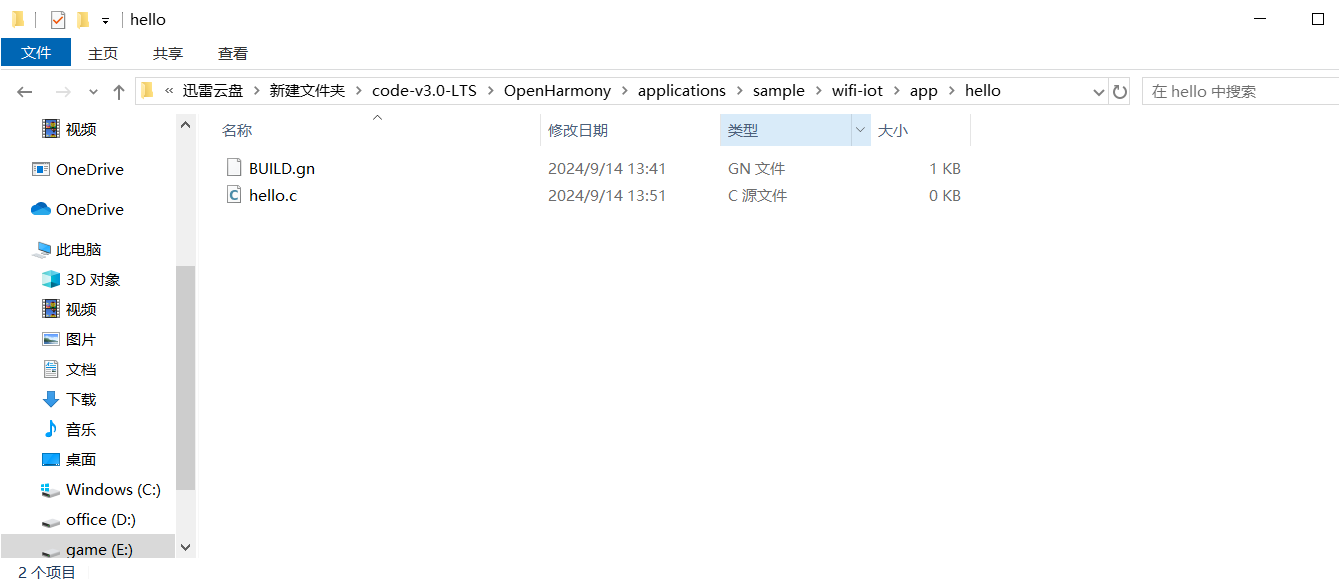 hello
文件 主页 共享 查看
« 迅雷云盘 > 新建文件夹 > code-v3.0-LTS > OpenHarmony > applications > sample > wifi-iot > app > hello 在 hello 中搜索
名称 修改日期 类型 大小
BUILD.gn 2024/9/14 13:41 GN 文件 1 KB
hello.c 2024/9/14 13:51 C 源文件 0 KB
视频
OneDrive
OneDrive
此电脑
3D 对象
视频
图片
文档
下载
音乐
桌面
Windows (C:)
office (D:)
game (E:)
2 个项目